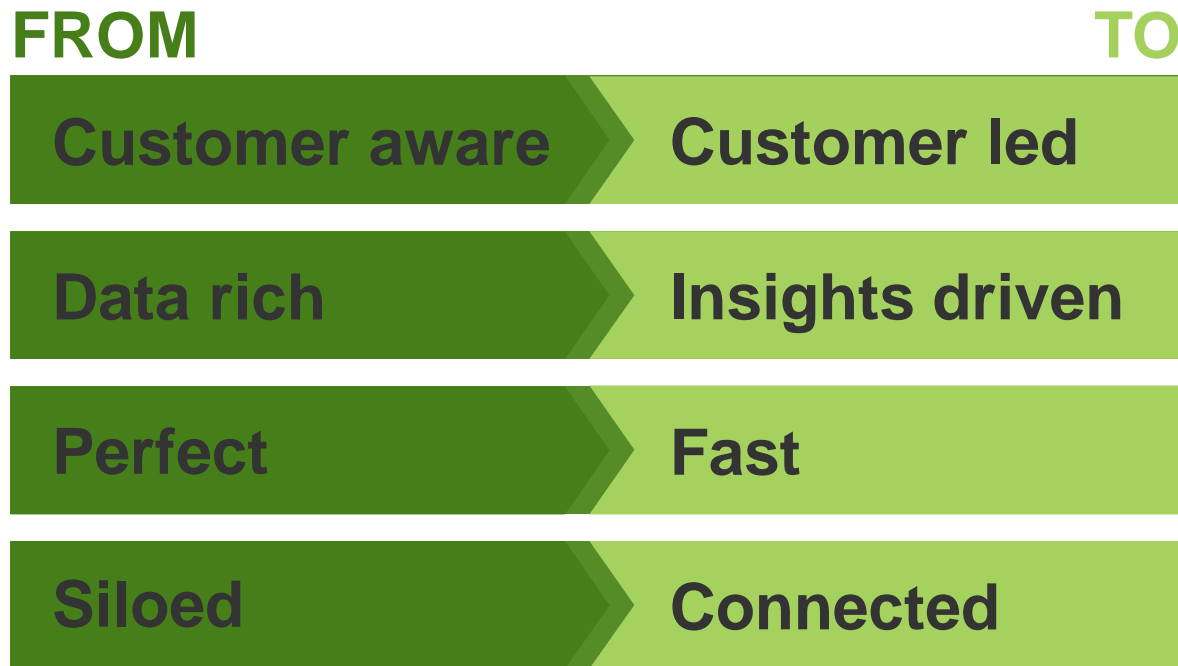 FROM TO
Customer aware Customer led
Data rich Insights driven
Perfect Fast
Siloed Connected